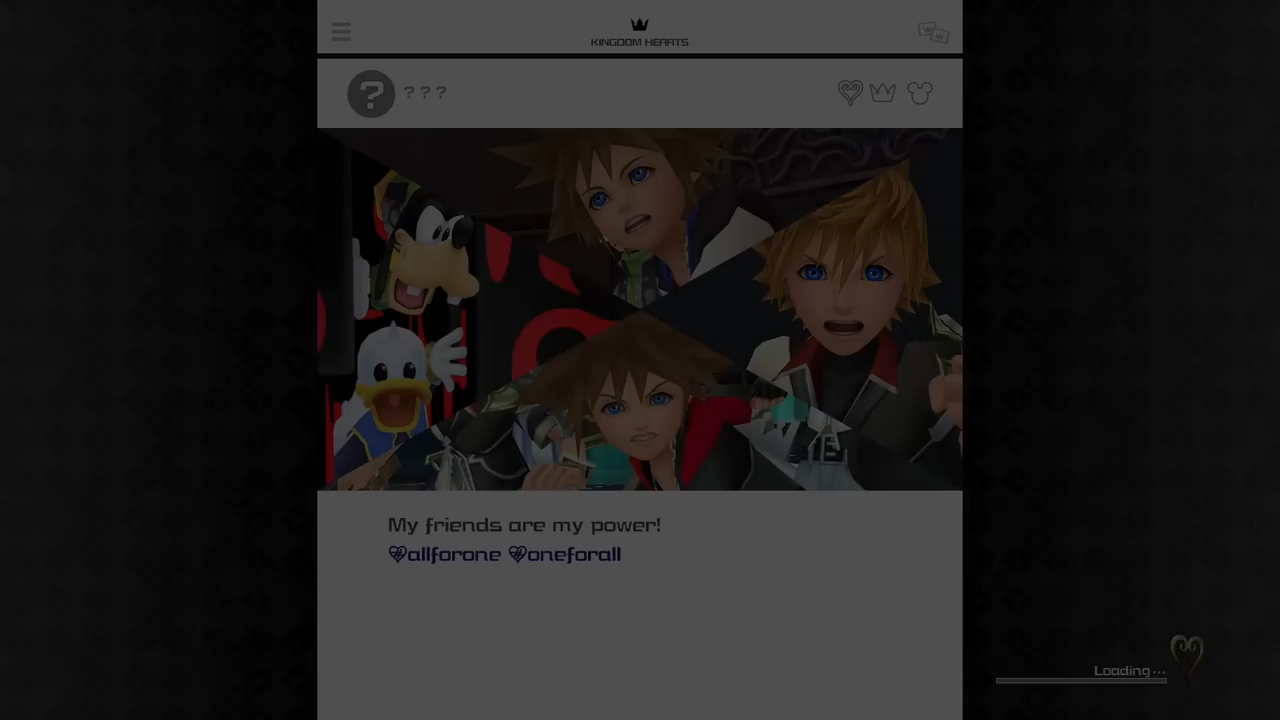 KINGDOM HEARTS
? ? ? ?
My friends are my power!
allforone oneforall
Loading...